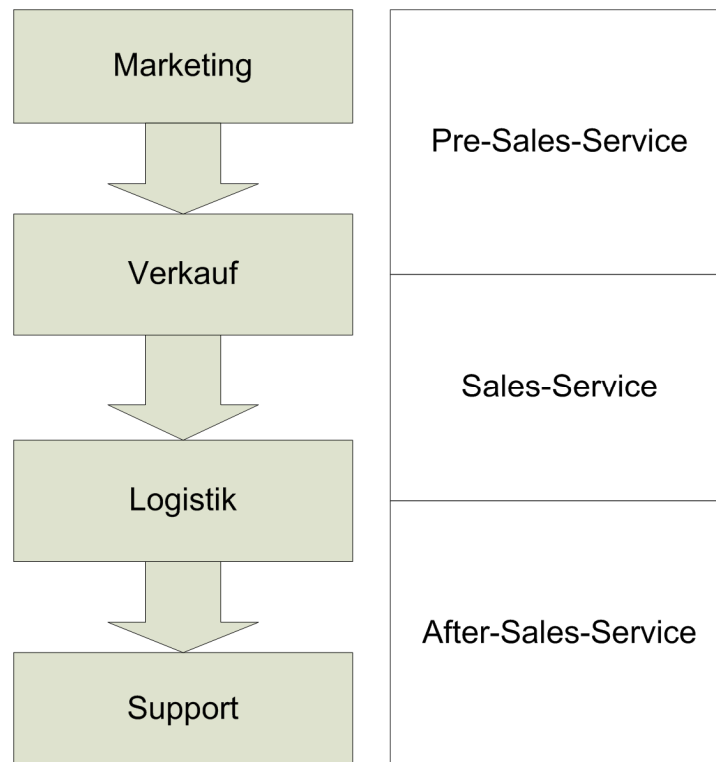 Marketing
Verkauf
Logistik
Support
Pre-Sales-Service
Sales-Service
After-Sales-Service